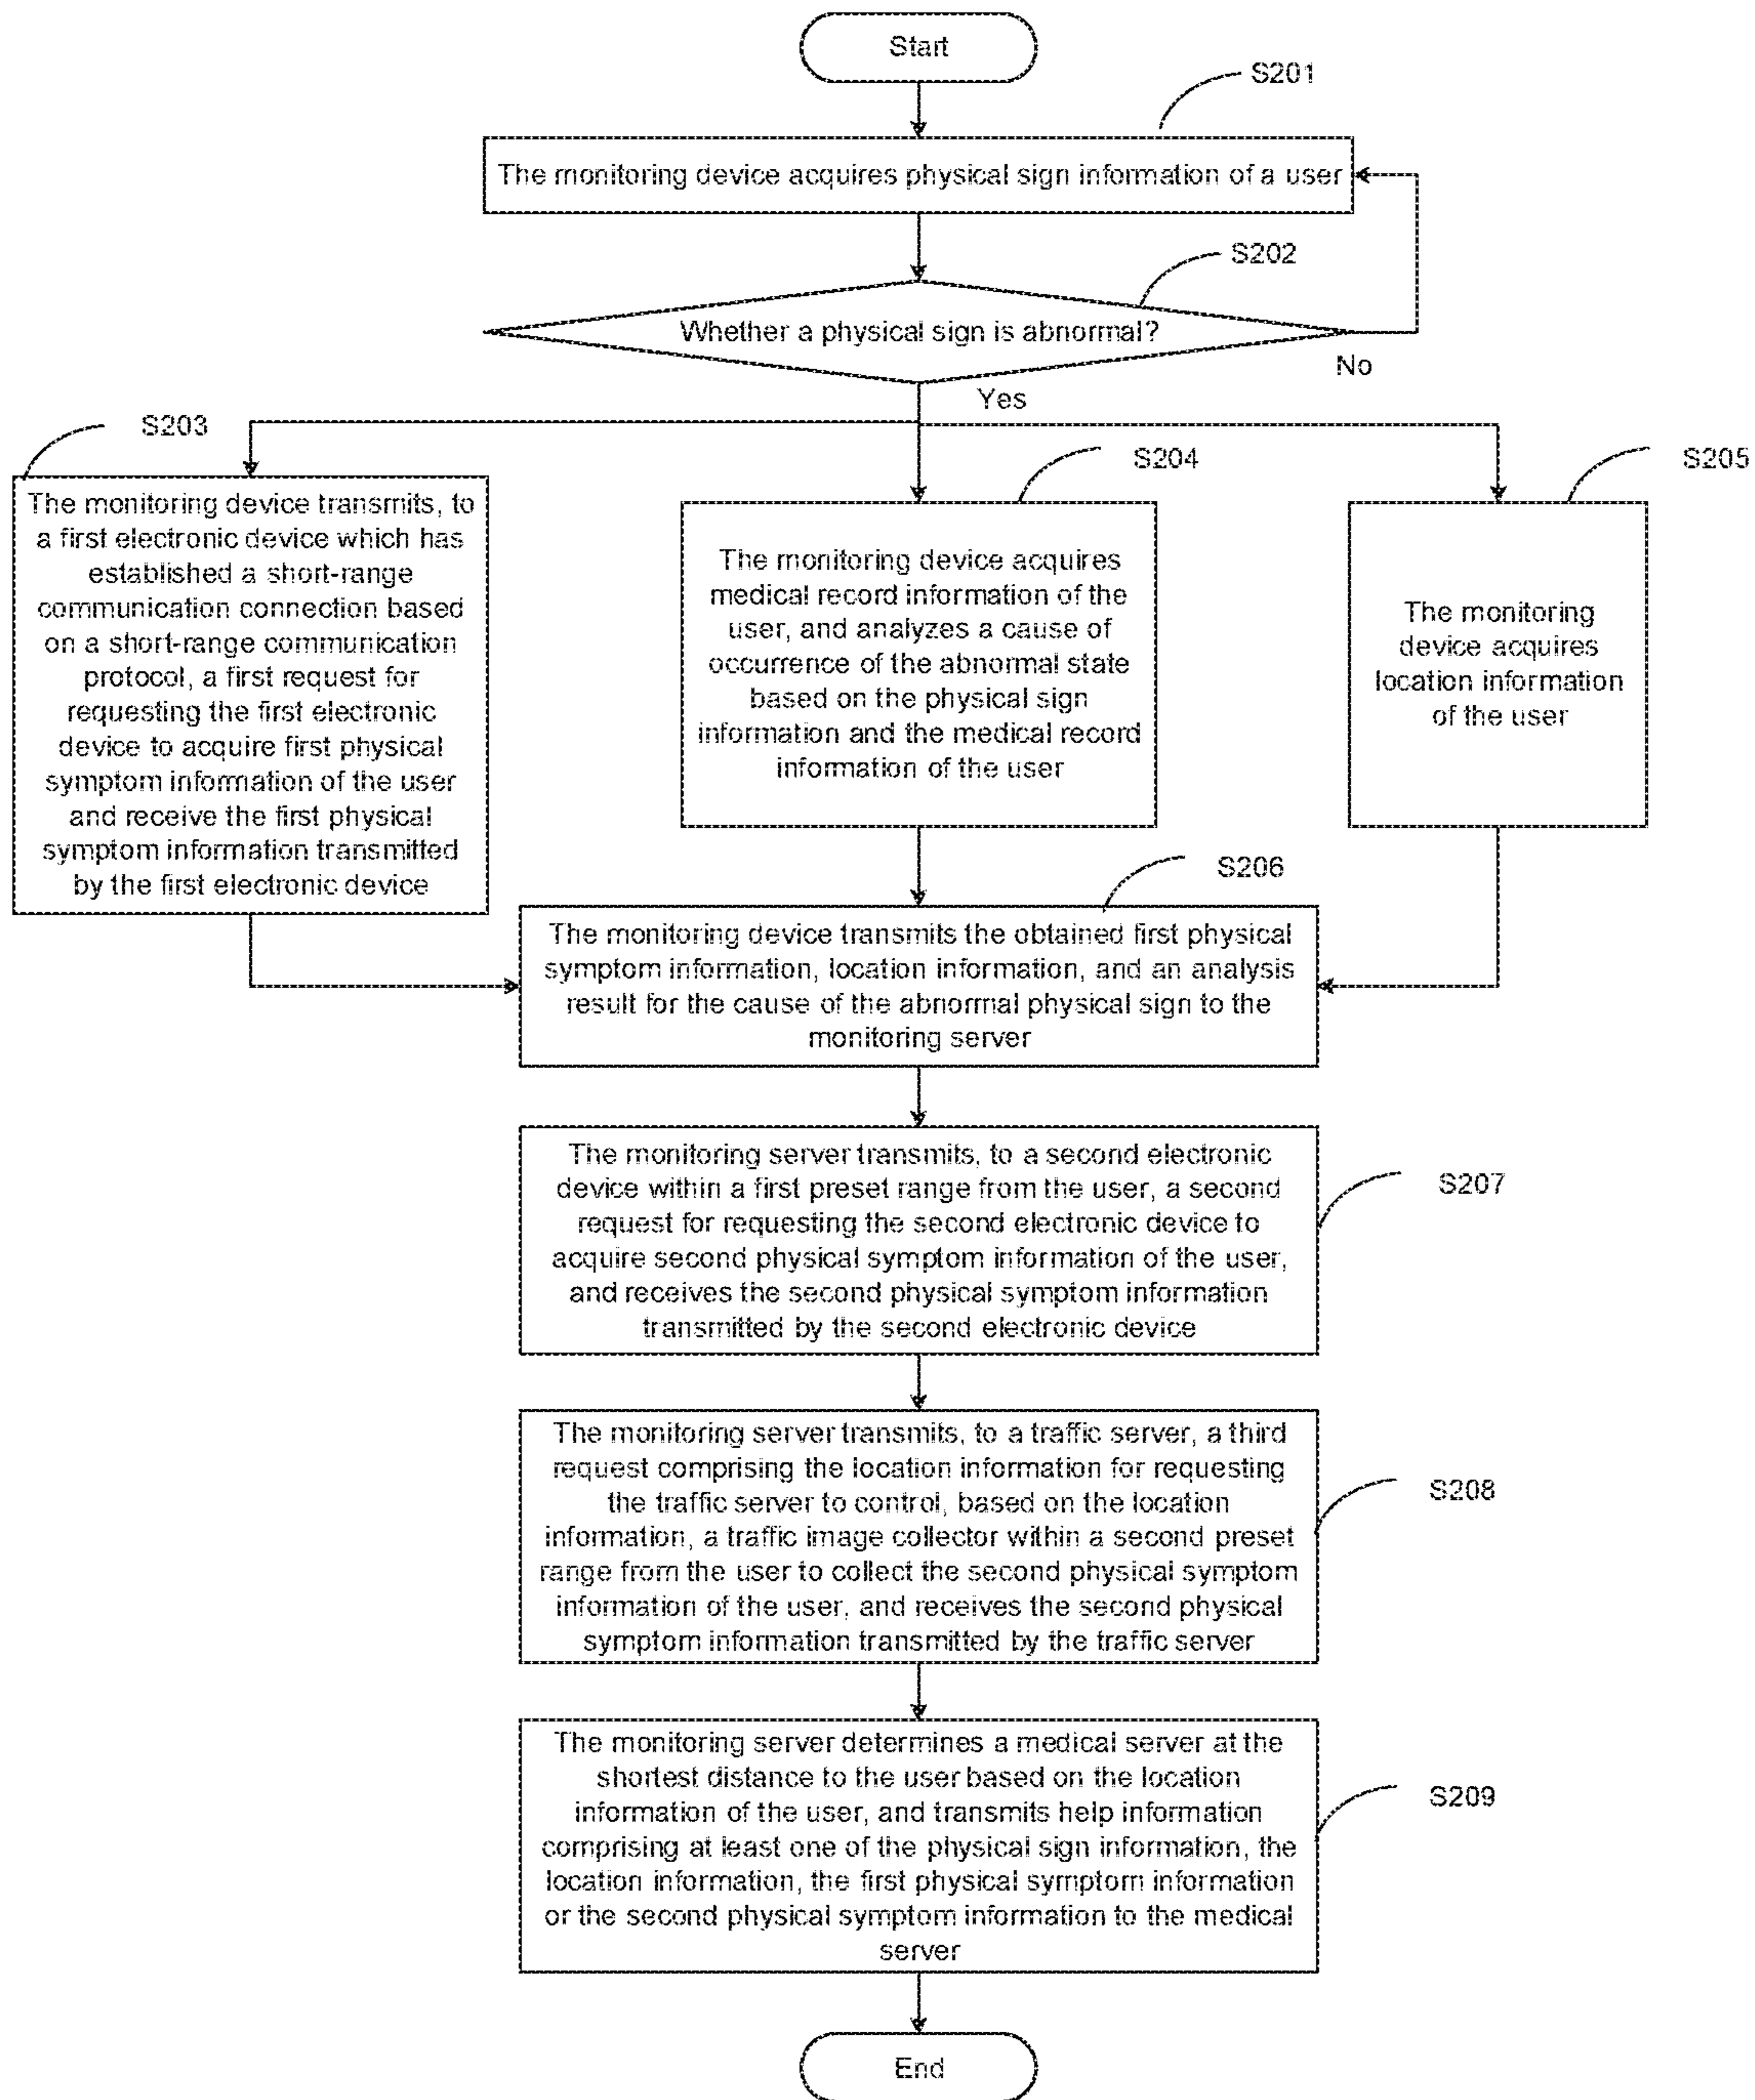 Start
S201
The monitoring device acquires physical sign information of a user
S202
Whether a physical sign is abnormal?
No
Yes
S203
The monitoring device transmits, to
a first electronic device which has
established a short-range
communication connection based
on a short-range communication
protocol, a first request for
requesting the first electronic
device to acquire first physical
symptom information of the user
and receive the first physical
symptom information transmitted
by the first electronic device
S204
The monitoring device acquires
medical record information of the
user, and analyzes a cause of
occurrence of the abnormal state
based on the physical sign
information and the medical record
information of the user
S205
The monitoring
device acquires
location information
of the user
S206
The monitoring device transmits the obtained first physical
symptom information, location information, and an analysis
result for the cause of the abnormal physical sign to the
monitoring server
The monitoring server transmits, to a second electronic
device within a first preset range from the user, a second
request for requesting the second electronic device to
acquire second physical symptom information of the user,
and receives the second physical symptom information
transmitted by the second electronic device
S207
The monitoring server transmits, to a traffic server, a third
request comprising the location information for requesting
the traffic server to control, based on the location
information, a traffic image collector within a second preset
range from the user to collect the second physical symptom
information of the user, and receives the second physical
symptom information transmitted by the traffic server
S208
The monitoring server determines a medical server at the
shortest distance to the user based on the location
information of the user, and transmits help information
comprising at least one of the physical sign information, the
location information, the first physical symptom information
or the second physical symptom information to the medical
server
S209
End